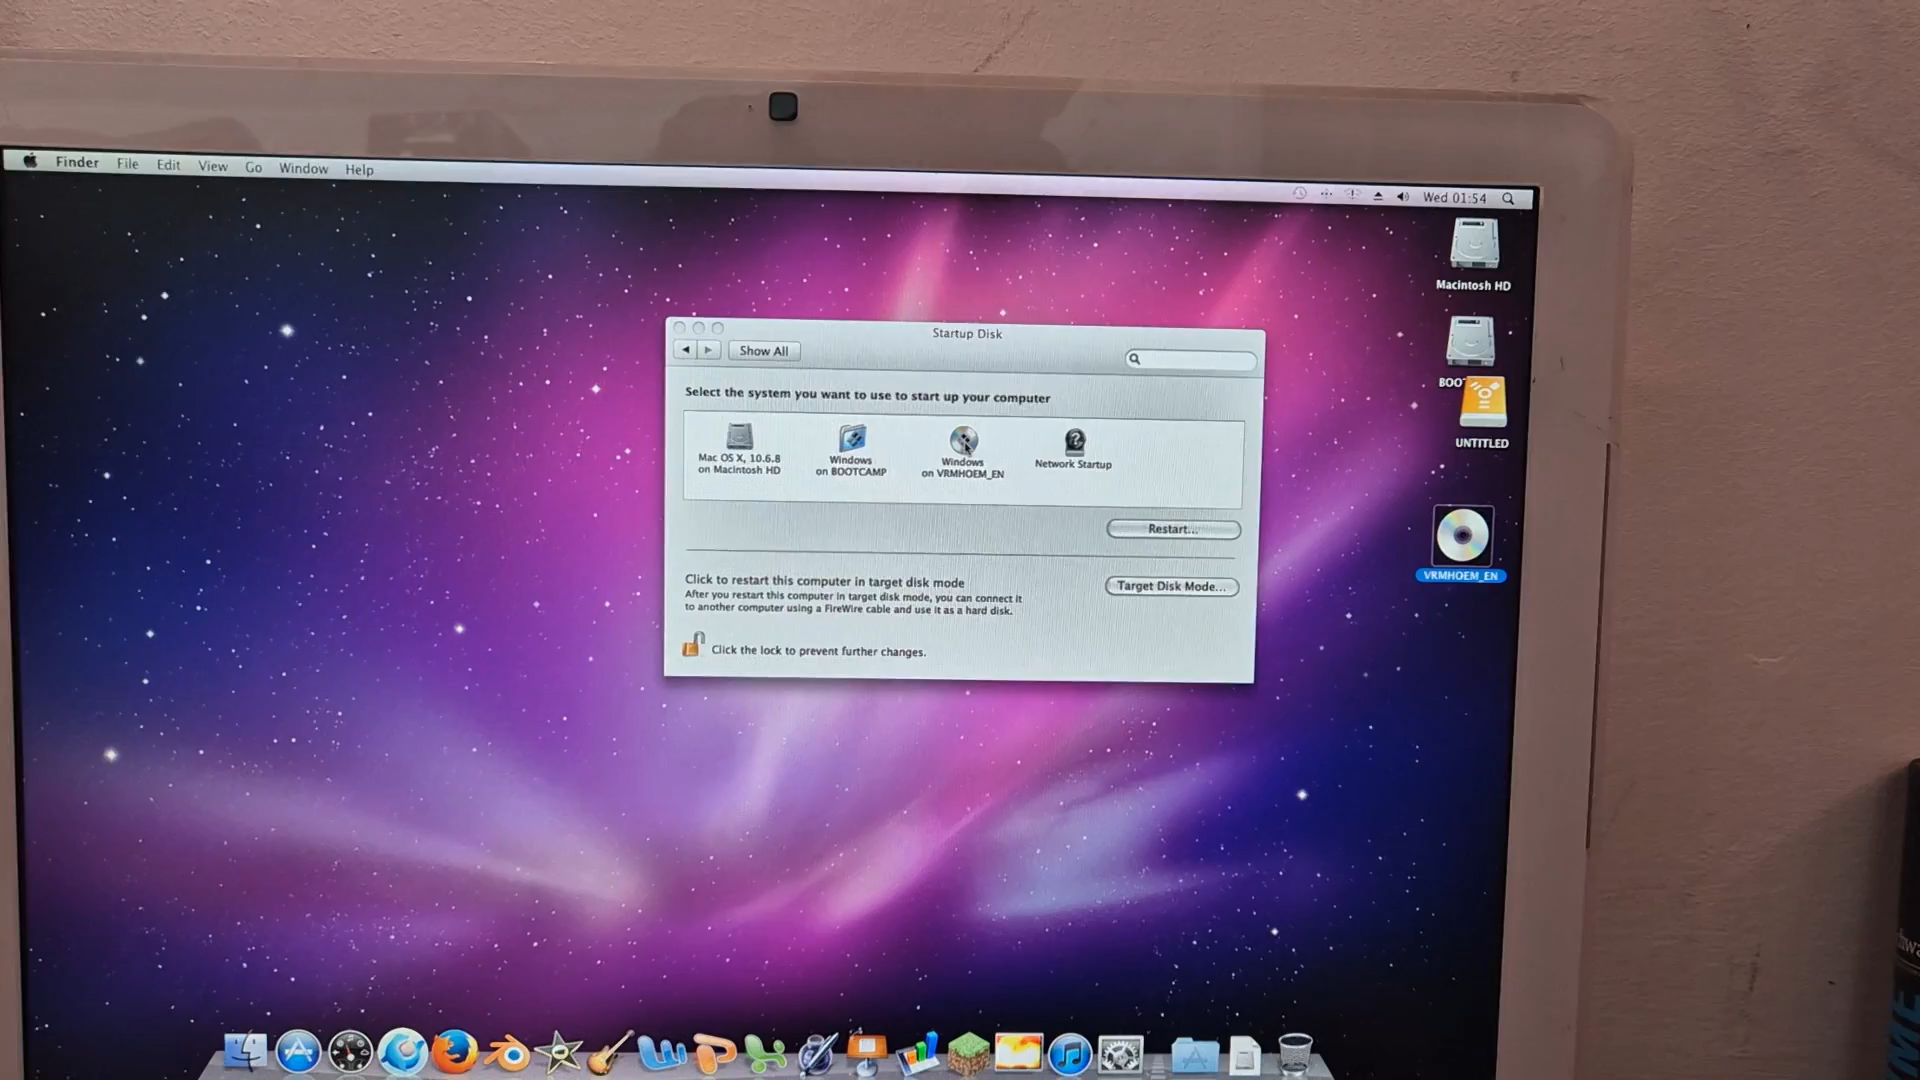 Finder File Edit View Go Window Help
Wed 01:54
Macintosh HD
BOO
UNTITLED
VRMHOEM_EN
Startup Disk
Show All
Select the system you want to use to start up your computer
Mac OS X, 10.6.8
on Macintosh HD
Windows
on BOOTCAMP
Windows
on VRMHOEM_EN
Network Startup
Restart...
Click to restart this computer in target disk mode
After you restart this computer in target disk mode, you can connect it
to another computer using a FireWire cable and use it as a hard disk.
Target Disk Mode...
Click the lock to prevent further changes.